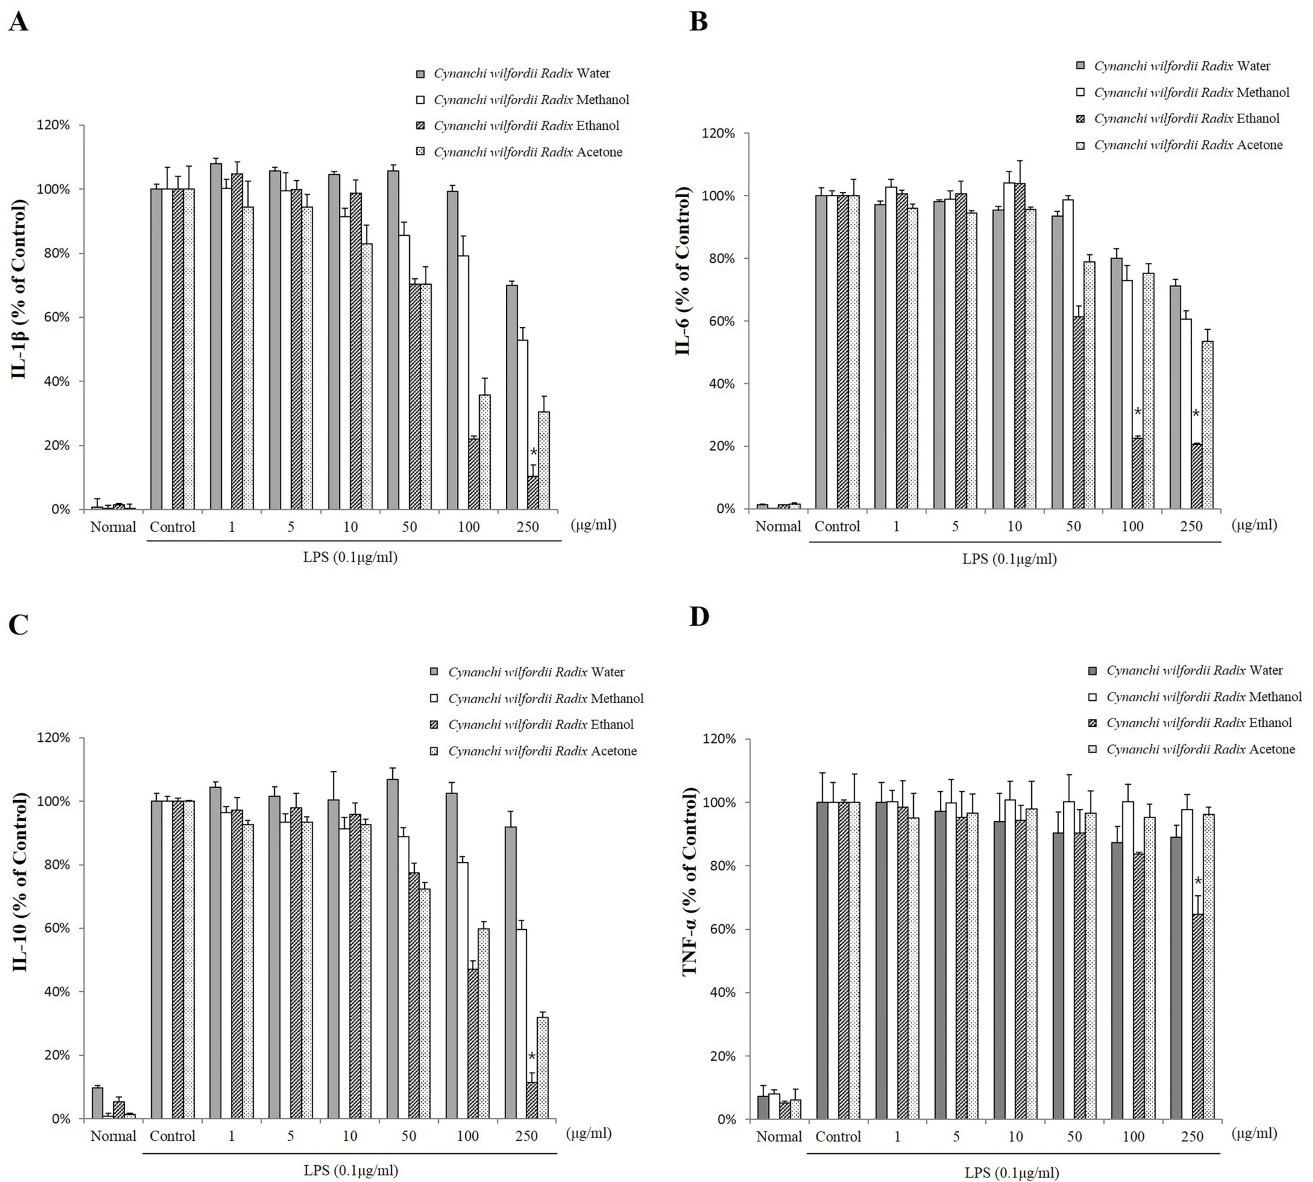 A
Cynanchi wilfordii Radix Water
Cynanchi wilfordii Radix Methanol
Cynanchi wilfordii Radix Ethanol
Cynanchi wilfordii Radix Acetone
IL-1β (% of Control)
120%
100%
80%
60%
40%
20%
0%
*
Normal Control 1 5 10 50 100 250 (μg/ml)
LPS (0.1μg/ml)
B
Cynanchi wilfordii Radix Water
Cynanchi wilfordii Radix Methanol
Cynanchi wilfordii Radix Ethanol
Cynanchi wilfordii Radix Acetone
IL-6 (% of Control)
120%
100%
80%
60%
40%
20%
0%
* *
Normal Control 1 5 10 50 100 250 (μg/ml)
LPS (0.1μg/ml)
C
Cynanchi wilfordii Radix Water
Cynanchi wilfordii Radix Methanol
Cynanchi wilfordii Radix Ethanol
Cynanchi wilfordii Radix Acetone
IL-10 (% of Control)
120%
100%
80%
60%
40%
20%
0%
*
Normal Control 1 5 10 50 100 250 (μg/ml)
LPS (0.1μg/ml)
D
Cynanchi wilfordii Radix Water
Cynanchi wilfordii Radix Methanol
Cynanchi wilfordii Radix Ethanol
Cynanchi wilfordii Radix Acetone
TNF-α (% of Control)
120%
100%
80%
60%
40%
20%
0%
*
Normal Control 1 5 10 50 100 250 (μg/ml)
LPS (0.1μg/ml)